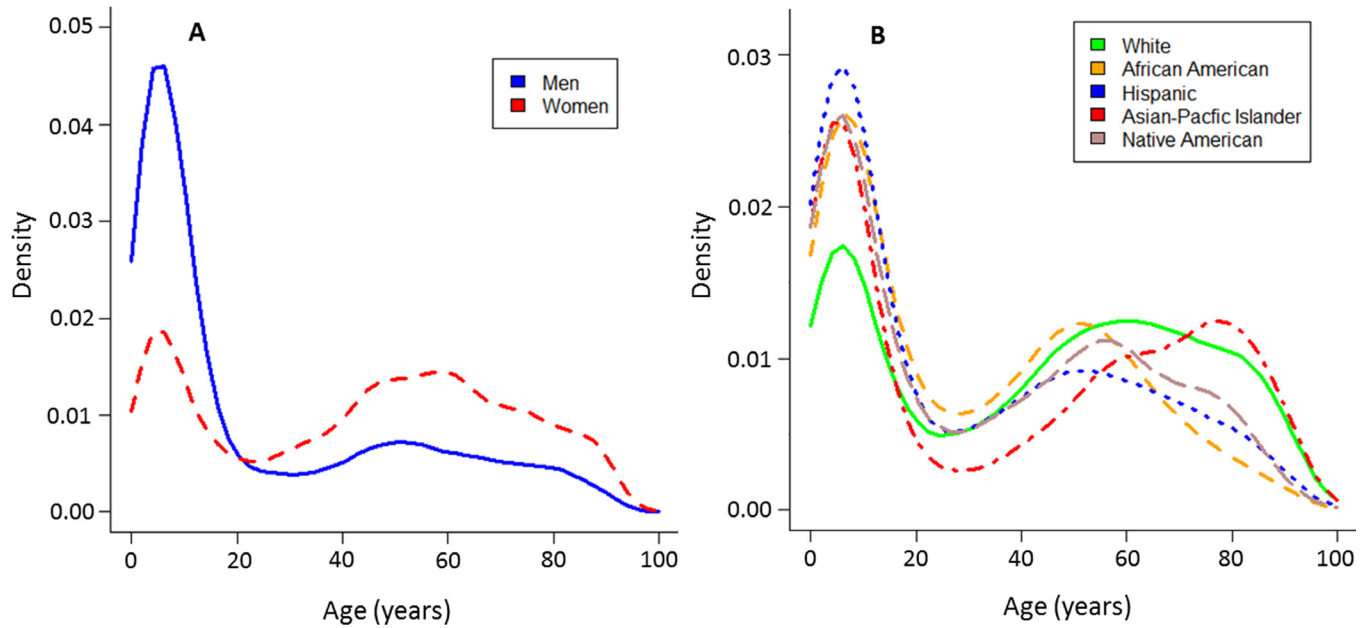 A
0.05
0.04
0.03
0.02
0.01
0.00
Density
Men
Women
0 20 40 60 80 100
Age (years)
B
0.03
0.02
0.01
0.00
Density
White
African American
Hispanic
Asian-Pacfic Islander
Native American
0 20 40 60 80 100
Age (years)